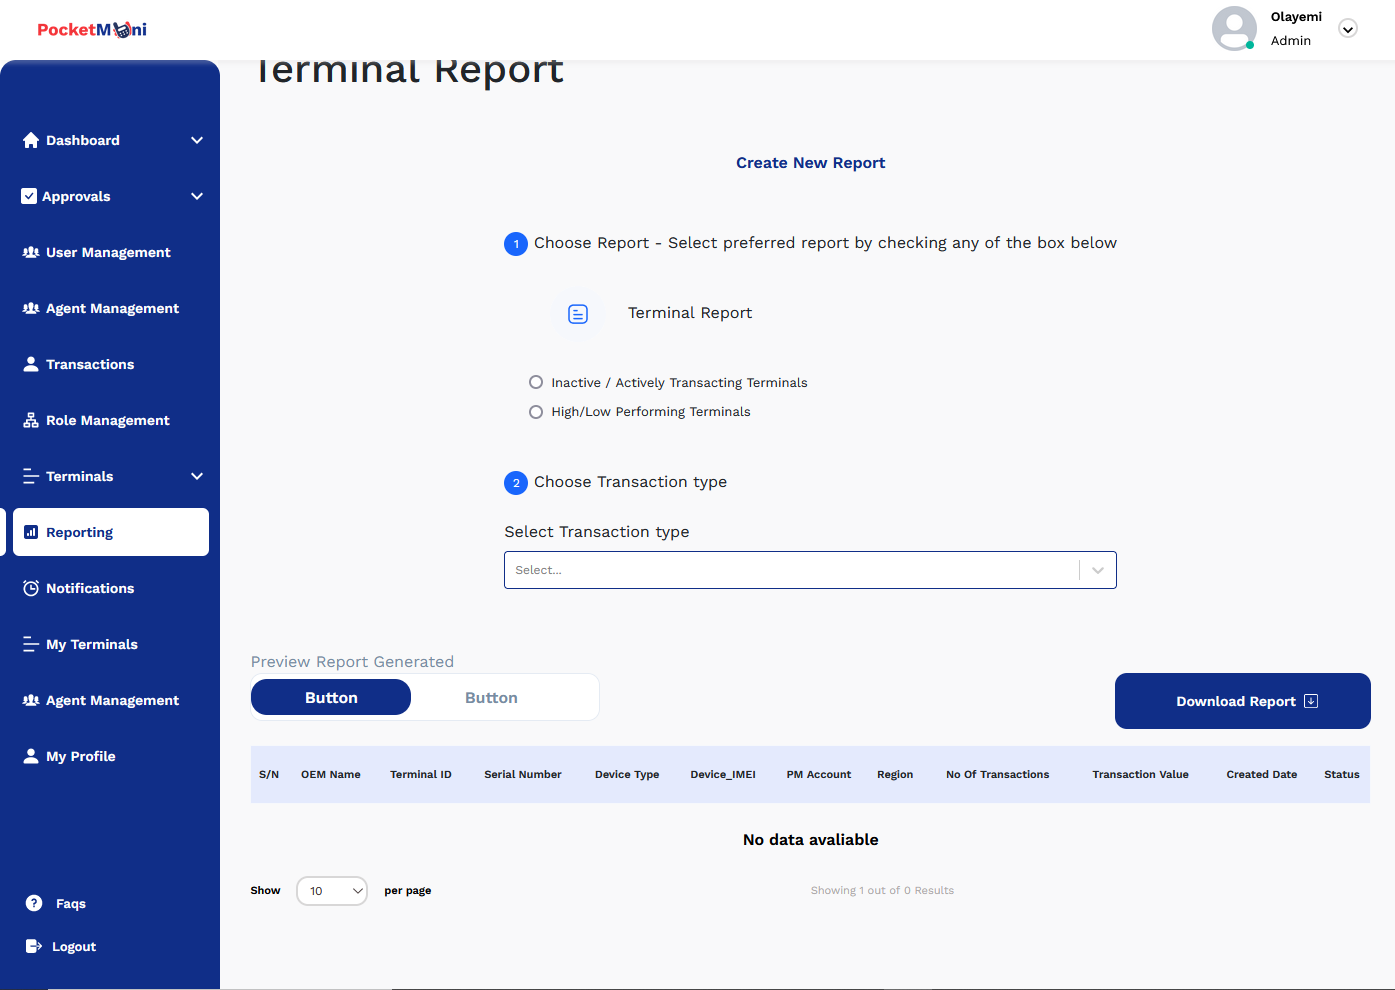 PocketMoni
Olayemi
Admin
Terminal Report
Dashboard
Approvals
User Management
Agent Management
Transactions
Role Management
Terminals
Reporting
Notifications
My Terminals
Agent Management
My Profile
Faqs
Logout
Create New Report
1 Choose Report - Select preferred report by checking any of the box below
Terminal Report
Inactive / Actively Transacting Terminals
High/Low Performing Terminals
2 Choose Transaction type
Select Transaction type
Select...
Preview Report Generated
Button Button
Download Report
S/N OEM Name Terminal ID Serial Number Device Type Device_IMEI PM Account Region No Of Transactions Transaction Value Created Date Status
No data avaliable
Show 10 per page
Showing 1 out of 0 Results